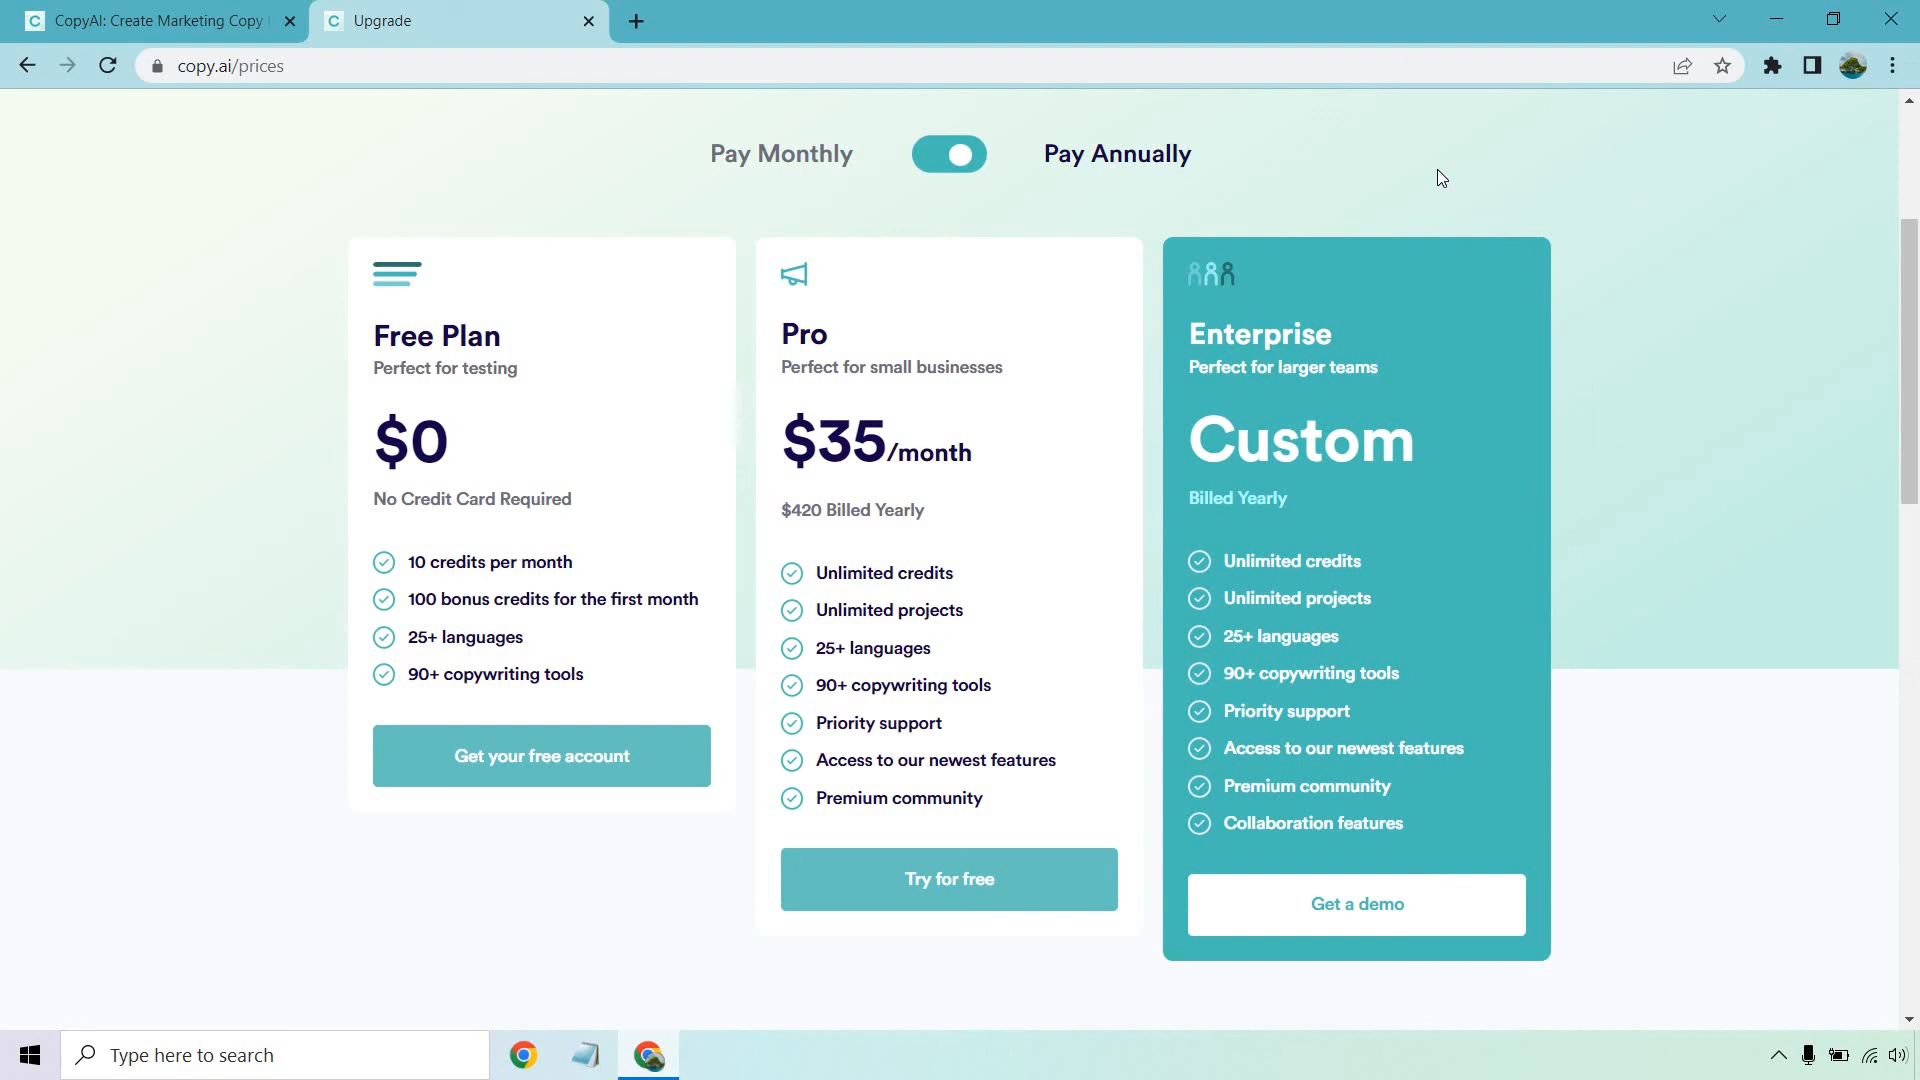 CopyAI: Create Marketing Copy
Upgrade
copy.ai/prices
Pay Monthly
Pay Annually
Free Plan
Perfect for testing
$0
No Credit Card Required
10 credits per month
100 bonus credits for the first month
25+ languages
90+ copywriting tools
Get your free account
Pro
Perfect for small businesses
$35/month
$420 Billed Yearly
Unlimited credits
Unlimited projects
25+ languages
90+ copywriting tools
Priority support
Access to our newest features
Premium community
Try for free
Enterprise
Perfect for larger teams
Custom
Billed Yearly
Unlimited credits
Unlimited projects
25+ languages
90+ copywriting tools
Priority support
Access to our newest features
Premium community
Collaboration features
Get a demo
Type here to search